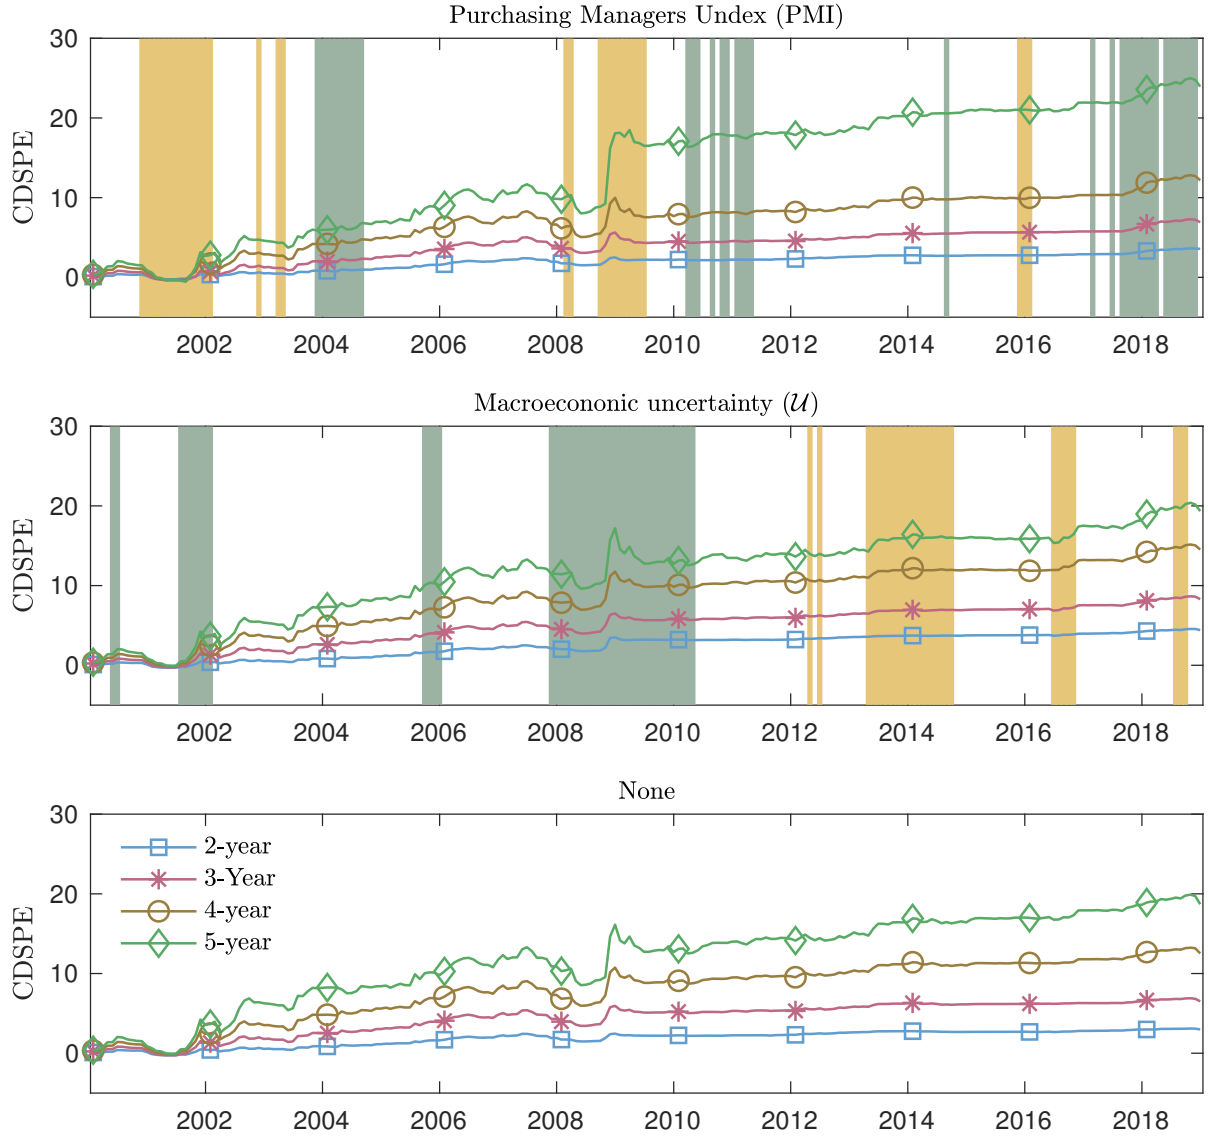 Purchasing Managers Undex (PMI)
30
20
10
0
CDSPE
2002 2004 2006 2008 2010 2012 2014 2016 2018
Macroecononic uncertainty (𝒰)
30
20
10
0
CDSPE
2002 2004 2006 2008 2010 2012 2014 2016 2018
None
30
20
10
0
CDSPE
2-year
3-Year
4-year
5-year
2002 2004 2006 2008 2010 2012 2014 2016 2018